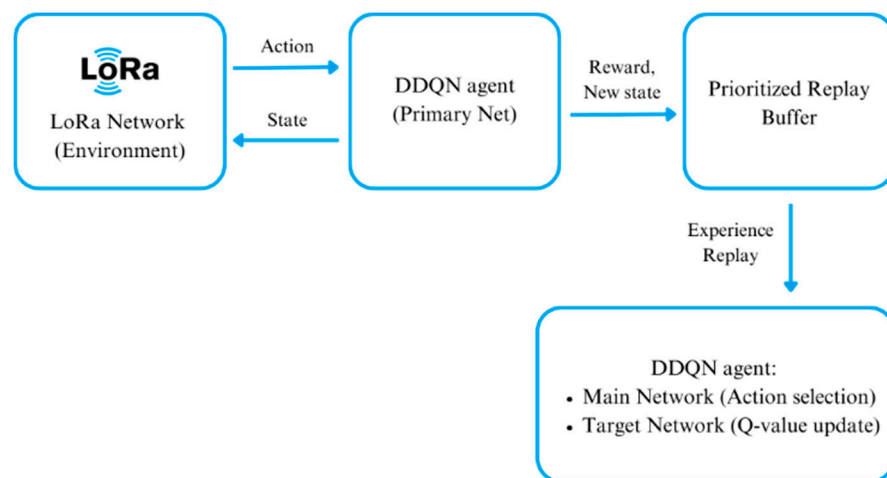 LoRa
LoRa Network
(Environment)
Action
State
DDQN agent
(Primary Net)
Reward,
New state
Prioritized Replay
Buffer
Experience
Replay
DDQN agent:
• Main Network (Action selection)
• Target Network (Q-value update)